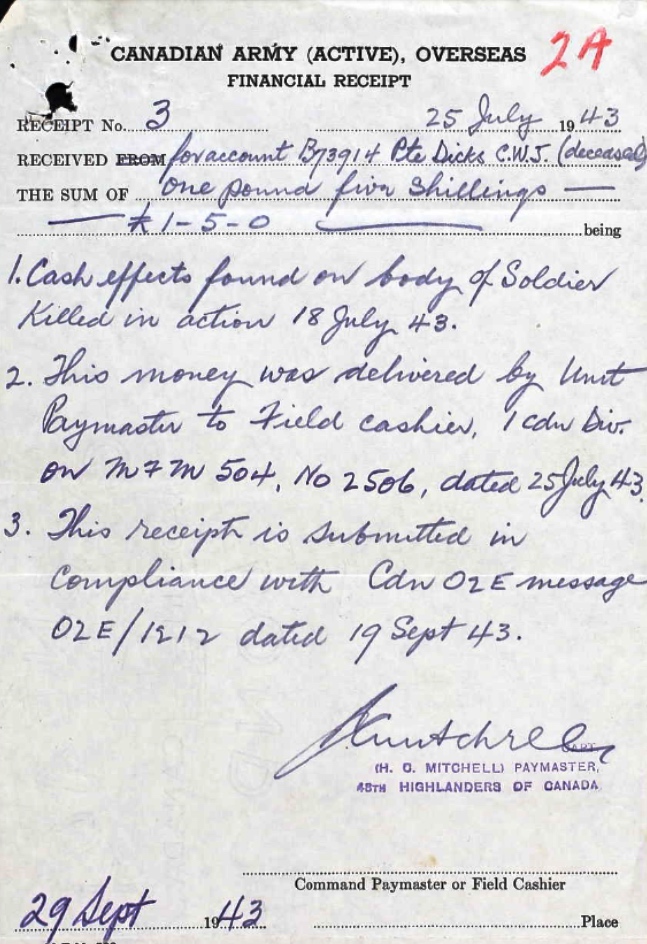 2A
CANADIAN ARMY (ACTIVE), OVERSEAS
FINANCIAL RECEIPT
RECEIPT No. 3 25 July 1943
RECEIVED FROM for account B73914 Pte Dicks C.W.J. (deceased)
THE SUM OF One pound five shillings —
— £1-5-0 — being
1. Cash effects found on body of Soldier
Killed in action 18 July 43.
2. This money was delivered by Unit
Paymaster to Field cashier, 1 Cdn Div.
on MFM 504, No 2506, dated 25 July 43.
3. This receipt is submitted in
compliance with Cdn O2E message
O2E/1212 dated 19 Sept 43.
CAPT.
(H. C. MITCHELL) PAYMASTER,
48TH HIGHLANDERS OF CANADA
Command Paymaster or Field Cashier
29 Sept 1943 Place